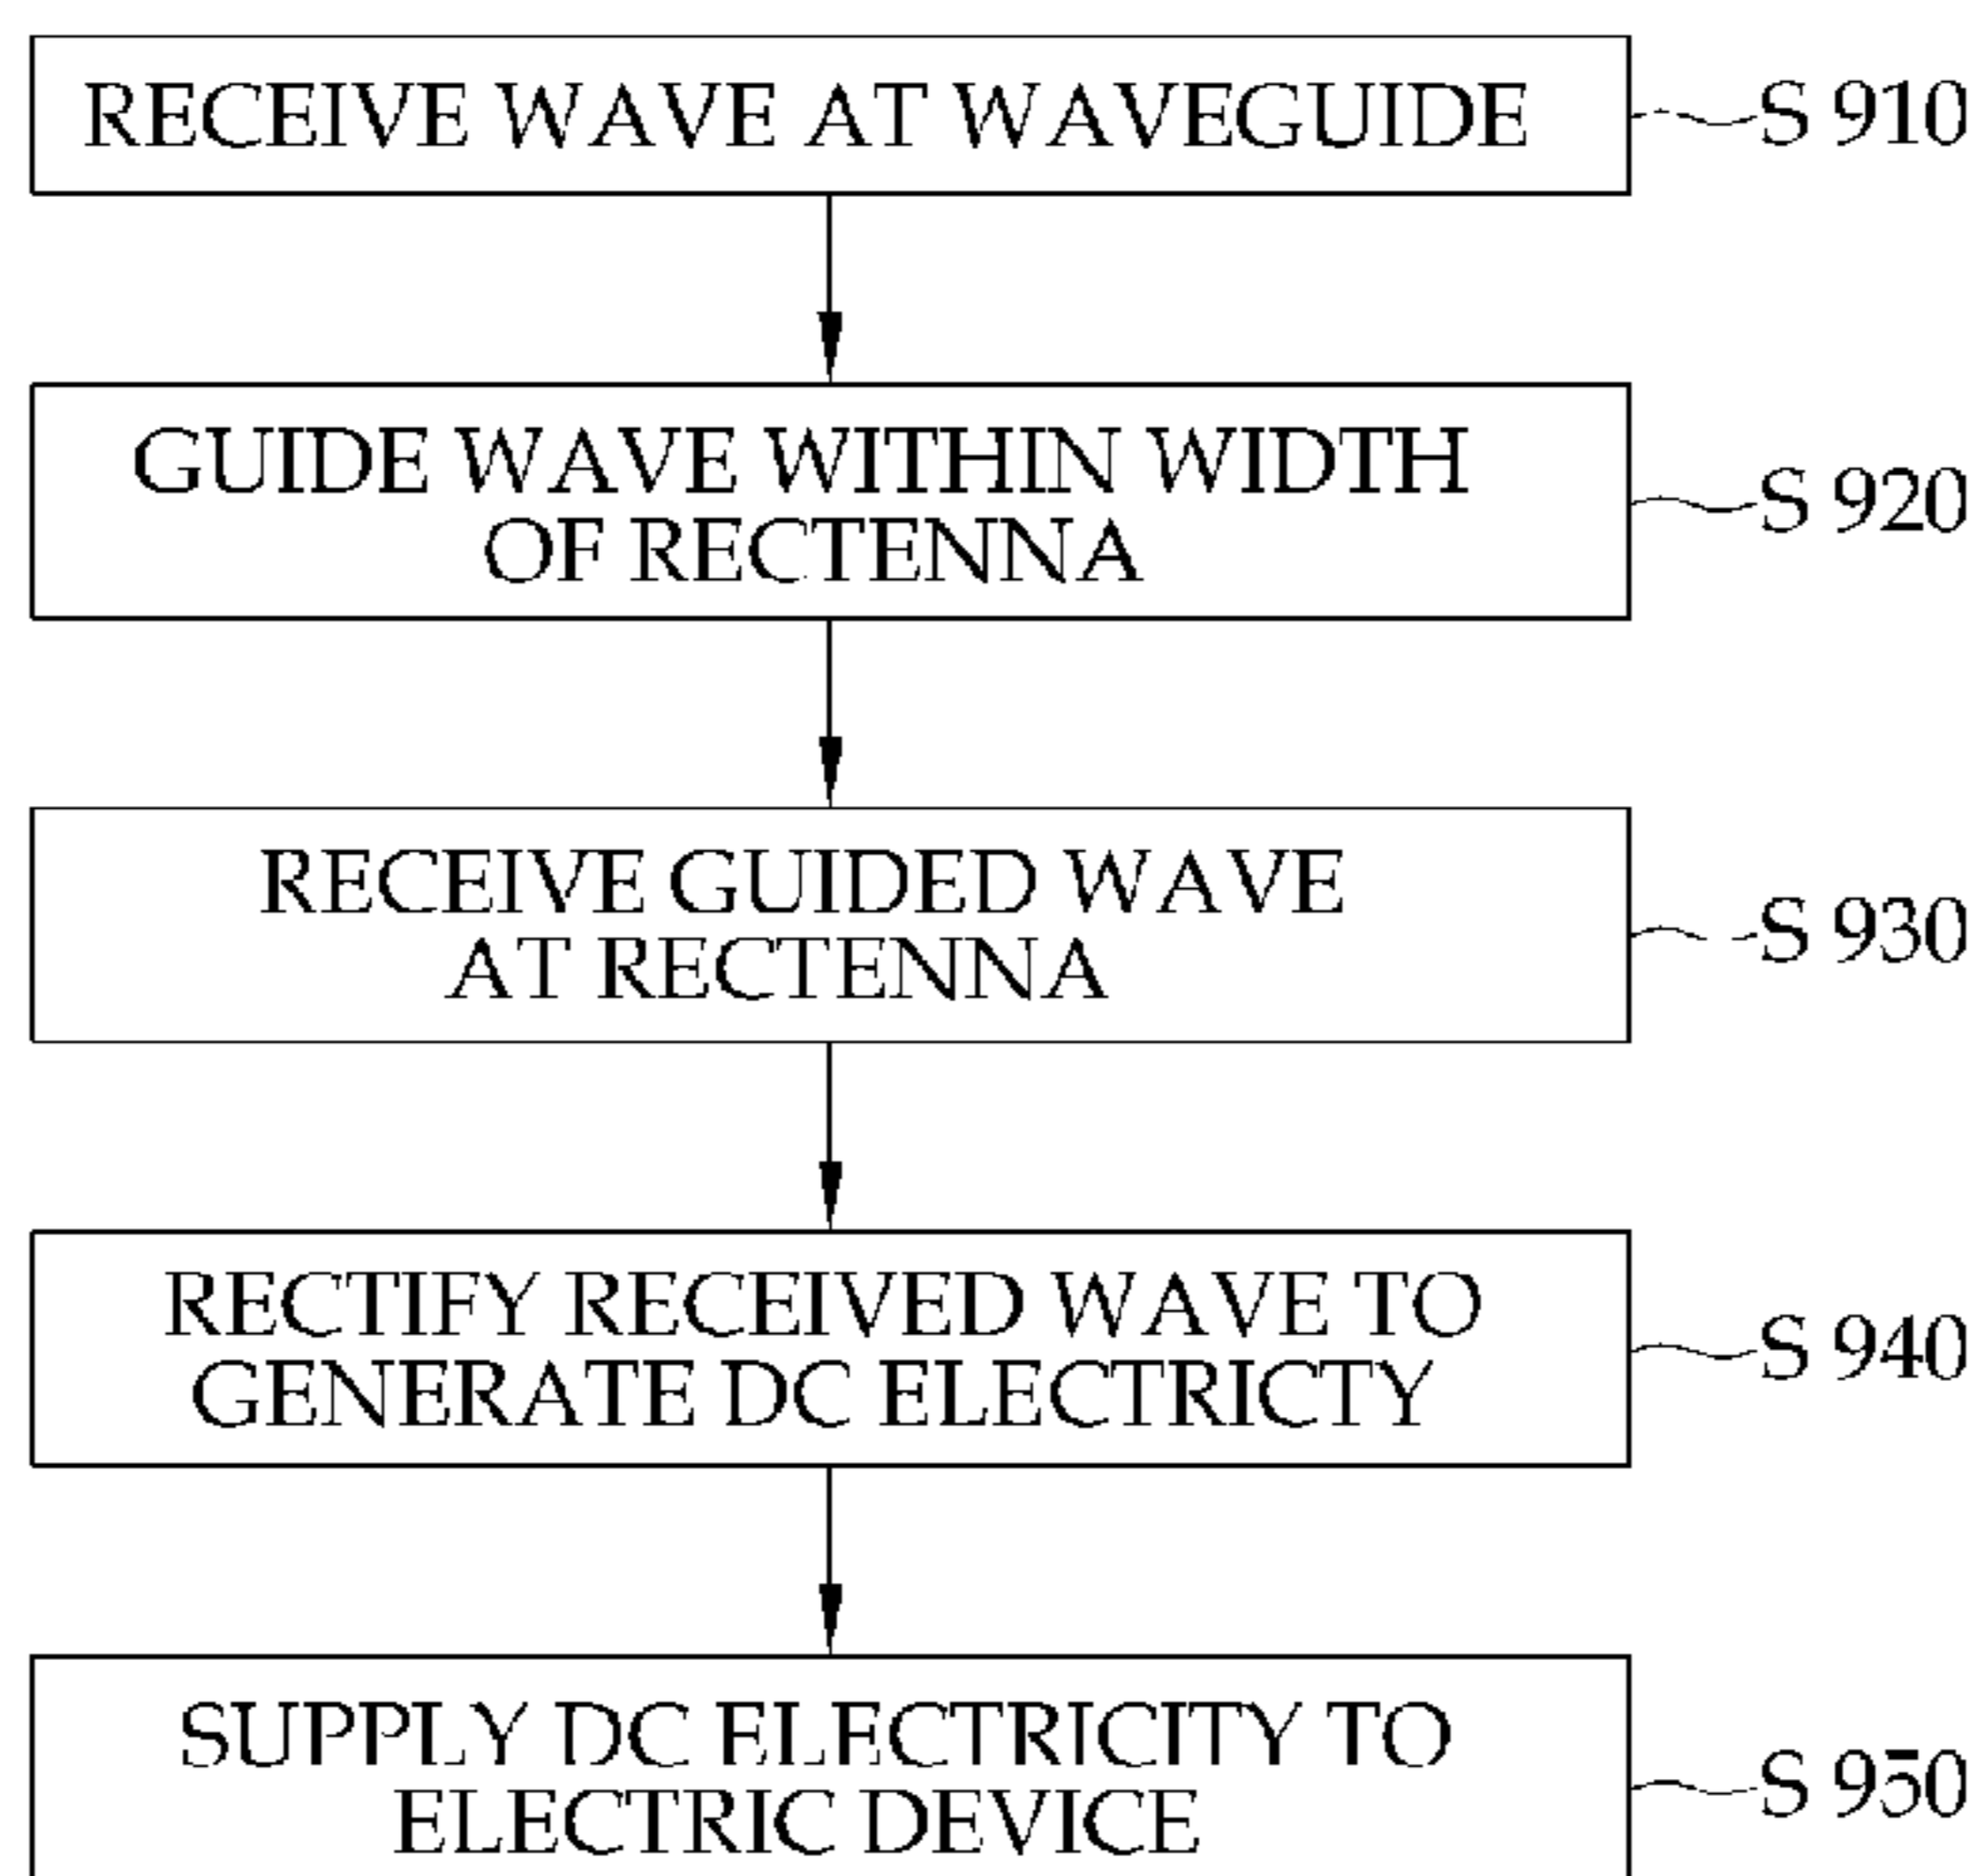 RECEIVE WAVE AT WAVEGUIDE
S 910
GUIDE WAVE WITHIN WIDTH
OF RECTENNA
S 920
RECEIVE GUIDED WAVE
AT RECTENNA
S 930
RECTIFY RECEIVED WAVE TO
GENERATE DC ELECTRICTY
S 940
SUPPLY DC ELECTRICITY TO
ELECTRIC DEVICE
S 950